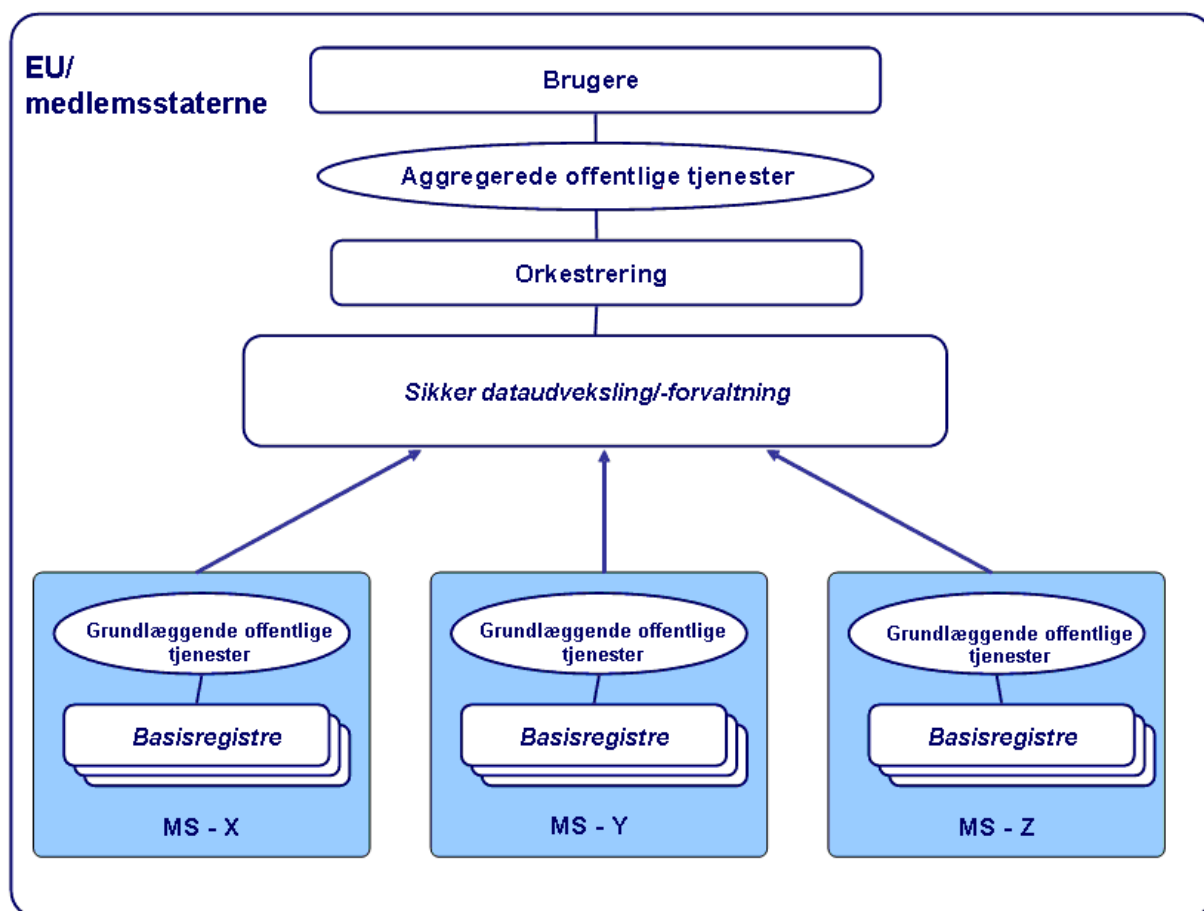 EU/
medlemsstaterne
Brugere
Aggregerede offentlige tjenester
Orkestrering
Sikker dataudveksling/-forvaltning
Grundlæggende offentlige
tjenester
Basisregistre
MS - X
Grundlæggende offentlige
tjenester
Basisregistre
MS - Y
Grundlæggende offentlige
tjenester
Basisregistre
MS - Z